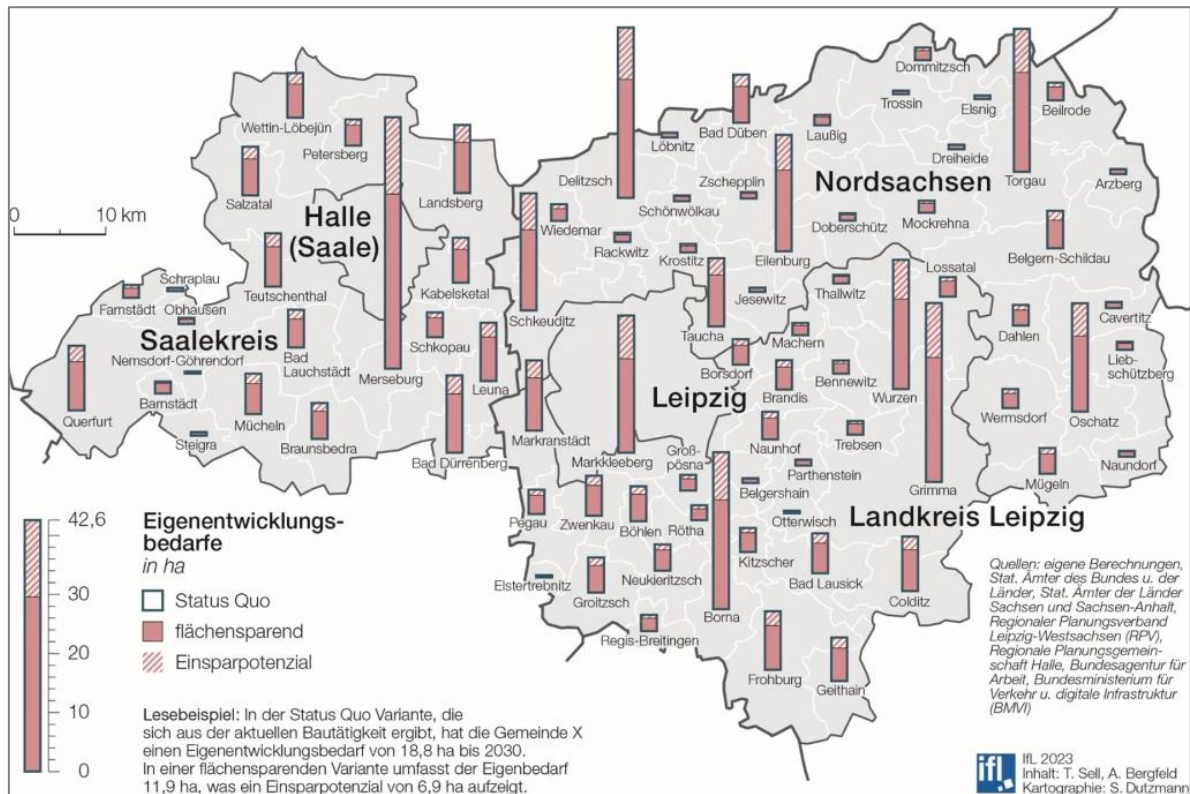 Dommitzsch
Trossin
Elsnig
Beilrode
Wettin-Löbejün
Petersberg
Bad Düben
Laußig
Löbnitz
Dreiheide
Salzatal
Landsberg
Delitzsch
Zschepplin
Nordsachsen
Torgau
Arzberg
0
10 km
Halle
(Saale)
Wiedemar
Schönwölkau
Doberschütz
Mockrehna
Rackwitz
Krostitz
Eilenburg
Belgern-Schildau
Schraplau
Teutschenthal
Kabelsketal
Farnstädt
Obhausen
Schkeuditz
Taucha
Jesewitz
Thallwitz
Lossatal
Saalekreis
Nemsdorf-Göhrendorf
Bad
Lauchstädt
Schkopau
Machern
Dahlen
Cavertitz
Merseburg
Leuna
Borsdorf
Bennewitz
Lieb-
schützberg
Querfurt
Barnstädt
Mücheln
Leipzig
Brandis
Wurzen
Wermsdorf
Oschatz
Steigra
Braunsbedra
Bad Dürrenberg
Markranstädt
Markkleeberg
Groß-
pösna
Naunhof
Trebsen
Parthenstein
Grimma
Mügeln
Naundorf
Belgershain
Pegau
Zwenkau
Böhlen
Rötha
Otterwisch
Landkreis Leipzig
Kitzscher
Elstertrebnitz
Neukieritzsch
Bad Lausick
Groitzsch
Colditz
Regis-Breitingen
Borna
Frohburg
Geithain
42,6
30
20
10
0
Eigenentwicklungs-
bedarfe
in ha
Status Quo
flächensparend
Einsparpotenzial
Lesebeispiel: In der Status Quo Variante, die
sich aus der aktuellen Bautätigkeit ergibt, hat die Gemeinde X
einen Eigenentwicklungsbedarf von 18,8 ha bis 2030.
In einer flächensparenden Variante umfasst der Eigenbedarf
11,9 ha, was ein Einsparpotenzial von 6,9 ha aufzeigt.
Quellen: eigene Berechnungen,
Stat. Ämter des Bundes u. der
Länder, Stat. Ämter der Länder
Sachsen und Sachsen-Anhalt,
Regionaler Planungsverband
Leipzig-Westsachsen (RPV),
Regionale Planungsgemein-
schaft Halle, Bundesagentur für
Arbeit, Bundesministerium für
Verkehr u. digitale Infrastruktur
(BMVI)
ifl
IfL 2023
Inhalt: T. Sell, A. Bergfeld
Kartographie: S. Dutzmann